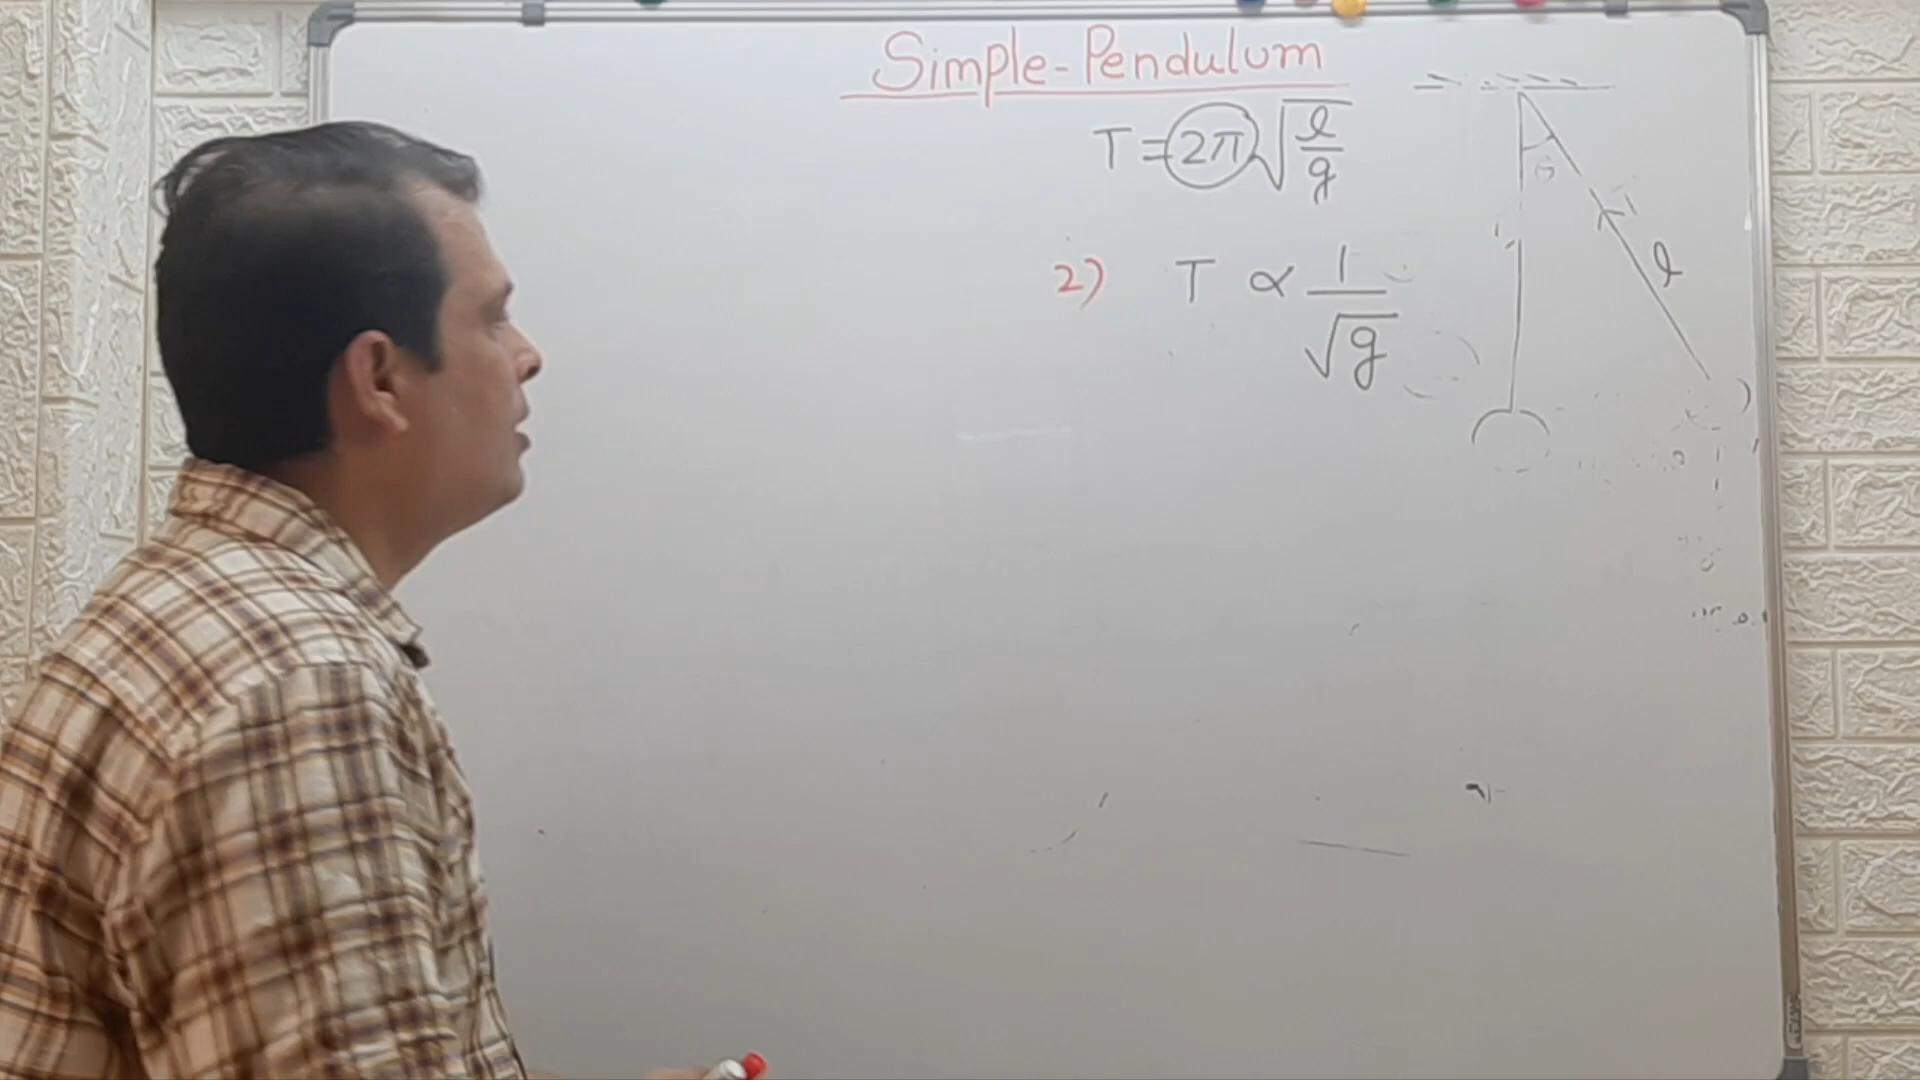 Simple-Pendulum
T = 2π √(l/g)
2) T ∝ 1/√g
θ
l